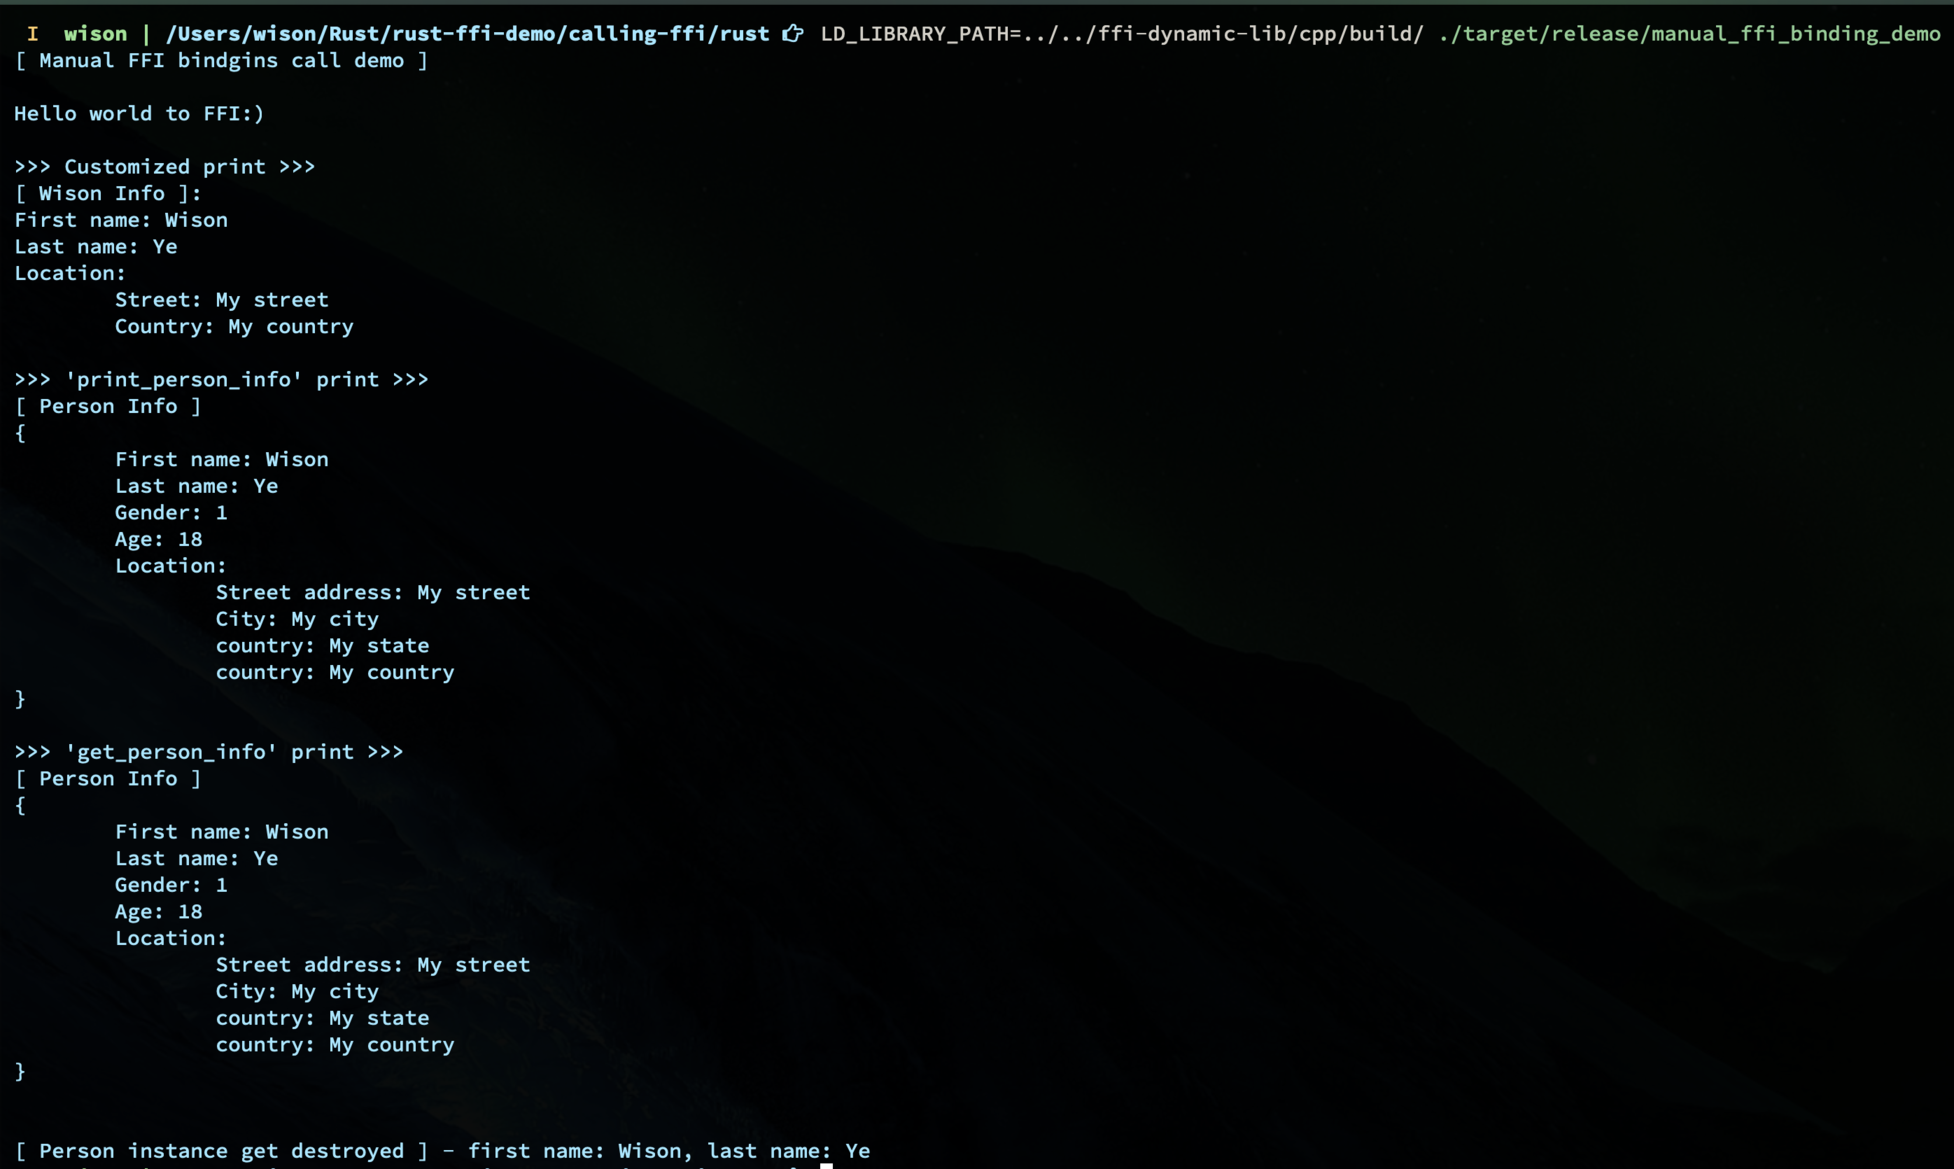 I wison | /Users/wison/Rust/rust-ffi-demo/calling-ffi/rust LD_LIBRARY_PATH=../../ffi-dynamic-lib/cpp/build/ ./target/release/manual_ffi_binding_demo
[ Manual FFI bindgins call demo ]
Hello world to FFI:)
>>> Customized print >>>
[ Wison Info ]:
First name: Wison
Last name: Ye
Location:
Street: My street
Country: My country
>>> 'print_person_info' print >>>
[ Person Info ]
{
First name: Wison
Last name: Ye
Gender: 1
Age: 18
Location:
Street address: My street
City: My city
country: My state
country: My country
}
>>> 'get_person_info' print >>>
[ Person Info ]
{
First name: Wison
Last name: Ye
Gender: 1
Age: 18
Location:
Street address: My street
City: My city
country: My state
country: My country
}
[ Person instance get destroyed ] - first name: Wison, last name: Ye